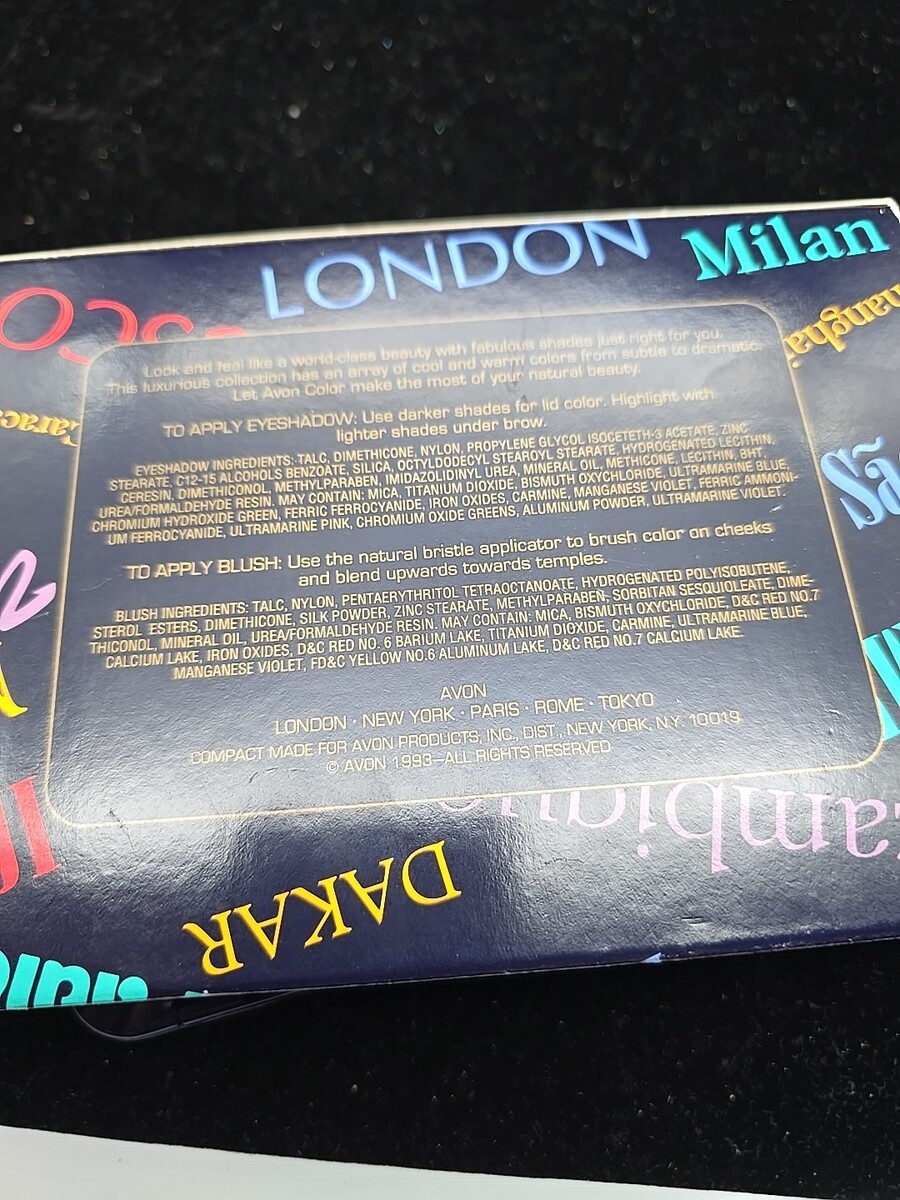 LONDON
Milan
Look and feel like a world-class beauty with fabulous shades just right for you.
This luxurious collection has an array of cool and warm colors from subtle to dramatic.
Let Avon Color make the most of your natural beauty.
TO APPLY EYESHADOW: Use darker shades for lid color. Highlight with
lighter shades under brow.
EYESHADOW INGREDIENTS: TALC, DIMETHICONE, NYLON, PROPYLENE GLYCOL ISOCETETH-3 ACETATE, ZINC
STEARATE, C12-15 ALCOHOLS BENZOATE, SILICA, OCTYLDODECYL STEAROYL STEARATE, HYDROGENATED LECITHIN,
CERESIN, DIMETHICONOL, METHYLPARABEN, IMIDAZOLIDINYL UREA, MINERAL OIL, METHICONE, LECITHIN, BHT,
UREA/FORMALDEHYDE RESIN. MAY CONTAIN: MICA, TITANIUM DIOXIDE, BISMUTH OXYCHLORIDE, ULTRAMARINE BLUE,
CHROMIUM HYDROXIDE GREEN, FERRIC FERROCYANIDE, IRON OXIDES, CARMINE, MANGANESE VIOLET, FERRIC AMMONI-
UM FERROCYANIDE, ULTRAMARINE PINK, CHROMIUM OXIDE GREENS, ALUMINUM POWDER, ULTRAMARINE VIOLET.
TO APPLY BLUSH: Use the natural bristle applicator to brush color on cheeks
and blend upwards towards temples.
BLUSH INGREDIENTS: TALC, NYLON, PENTAERYTHRITOL TETRAOCTANOATE, HYDROGENATED POLYISOBUTENE,
STEROL ESTERS, DIMETHICONE, SILK POWDER, ZINC STEARATE, METHYLPARABEN, SORBITAN SESQUIOLEATE, DIME-
THICONOL, MINERAL OIL, UREA/FORMALDEHYDE RESIN. MAY CONTAIN: MICA, BISMUTH OXYCHLORIDE, D&C RED NO.7
CALCIUM LAKE, IRON OXIDES, D&C RED NO. 6 BARIUM LAKE, TITANIUM DIOXIDE, CARMINE, ULTRAMARINE BLUE,
MANGANESE VIOLET, FD&C YELLOW NO.6 ALUMINUM LAKE, D&C RED NO.7 CALCIUM LAKE.
AVON
LONDON · NEW YORK · PARIS · ROME · TOKYO
COMPACT MADE FOR AVON PRODUCTS, INC., DIST., NEW YORK, N.Y. 10019
© AVON 1993—ALL RIGHTS RESERVED
DAKAR